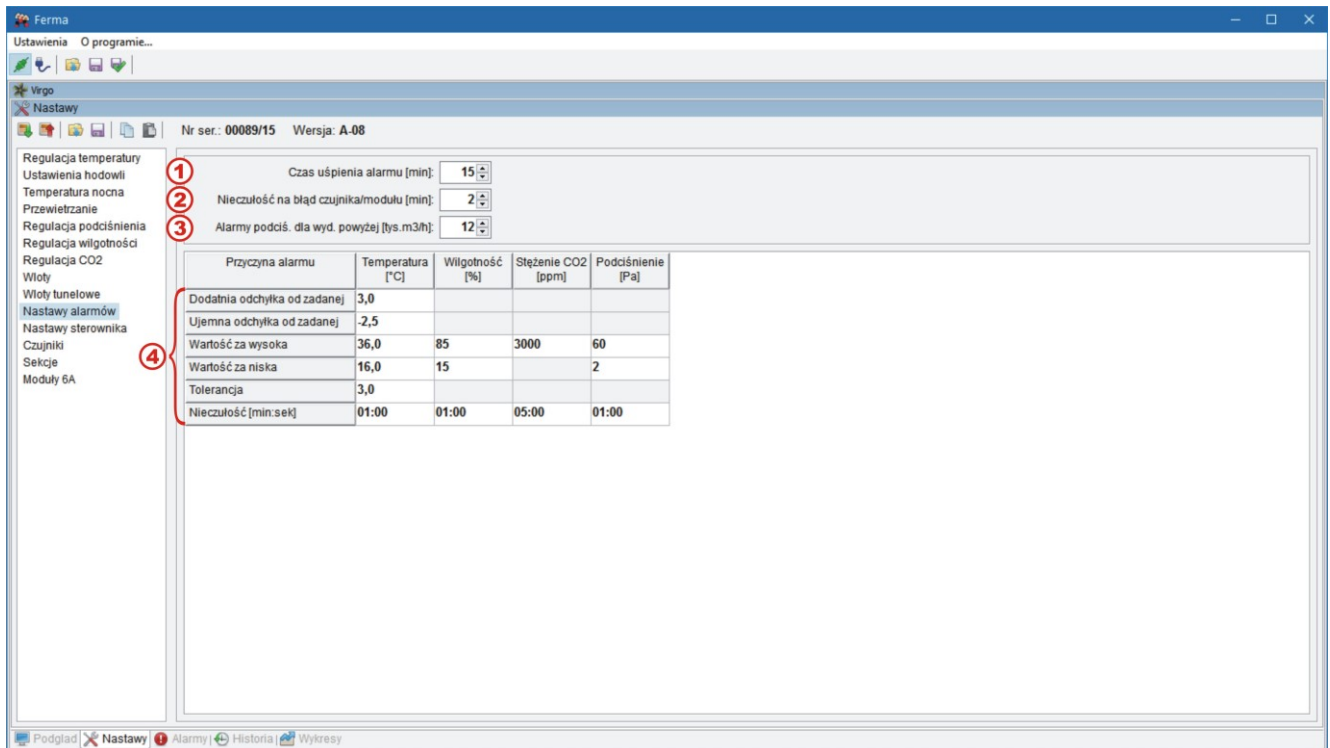 Ferma
Ustawienia O programie...
Virgo
Nastawy
Nr ser.: 00089/15 Wersja: A-08
Regulacja temperatury
Ustawienia hodowli
Temperatura nocna
Przewietrzanie
Regulacja podciśnienia
Regulacja wilgotności
Regulacja CO2
Wloty
Wloty tunelowe
Nastawy alarmów
Nastawy sterownika
Czujniki
Sekcje
Moduły 6A
1 Czas uśpienia alarmu [min]: 15
2 Nieczułość na błąd czujnika/modułu [min]: 2
3 Alarmy podciś. dla wyd. powyżej [tys.m3/h]: 12
Przyczyna alarmu Temperatura [°C] Wilgotność [%] Stężenie CO2 [ppm] Podciśnienie [Pa]
4
Dodatnia odchyłka od zadanej 3,0
Ujemna odchyłka od zadanej -2,5
Wartość za wysoka 36,0 85 3000 60
Wartość za niska 16,0 15 2
Tolerancja 3,0
Nieczułość [min:sek] 01:00 01:00 05:00 01:00
Podgląd Nastawy Alarmy Historia Wykresy